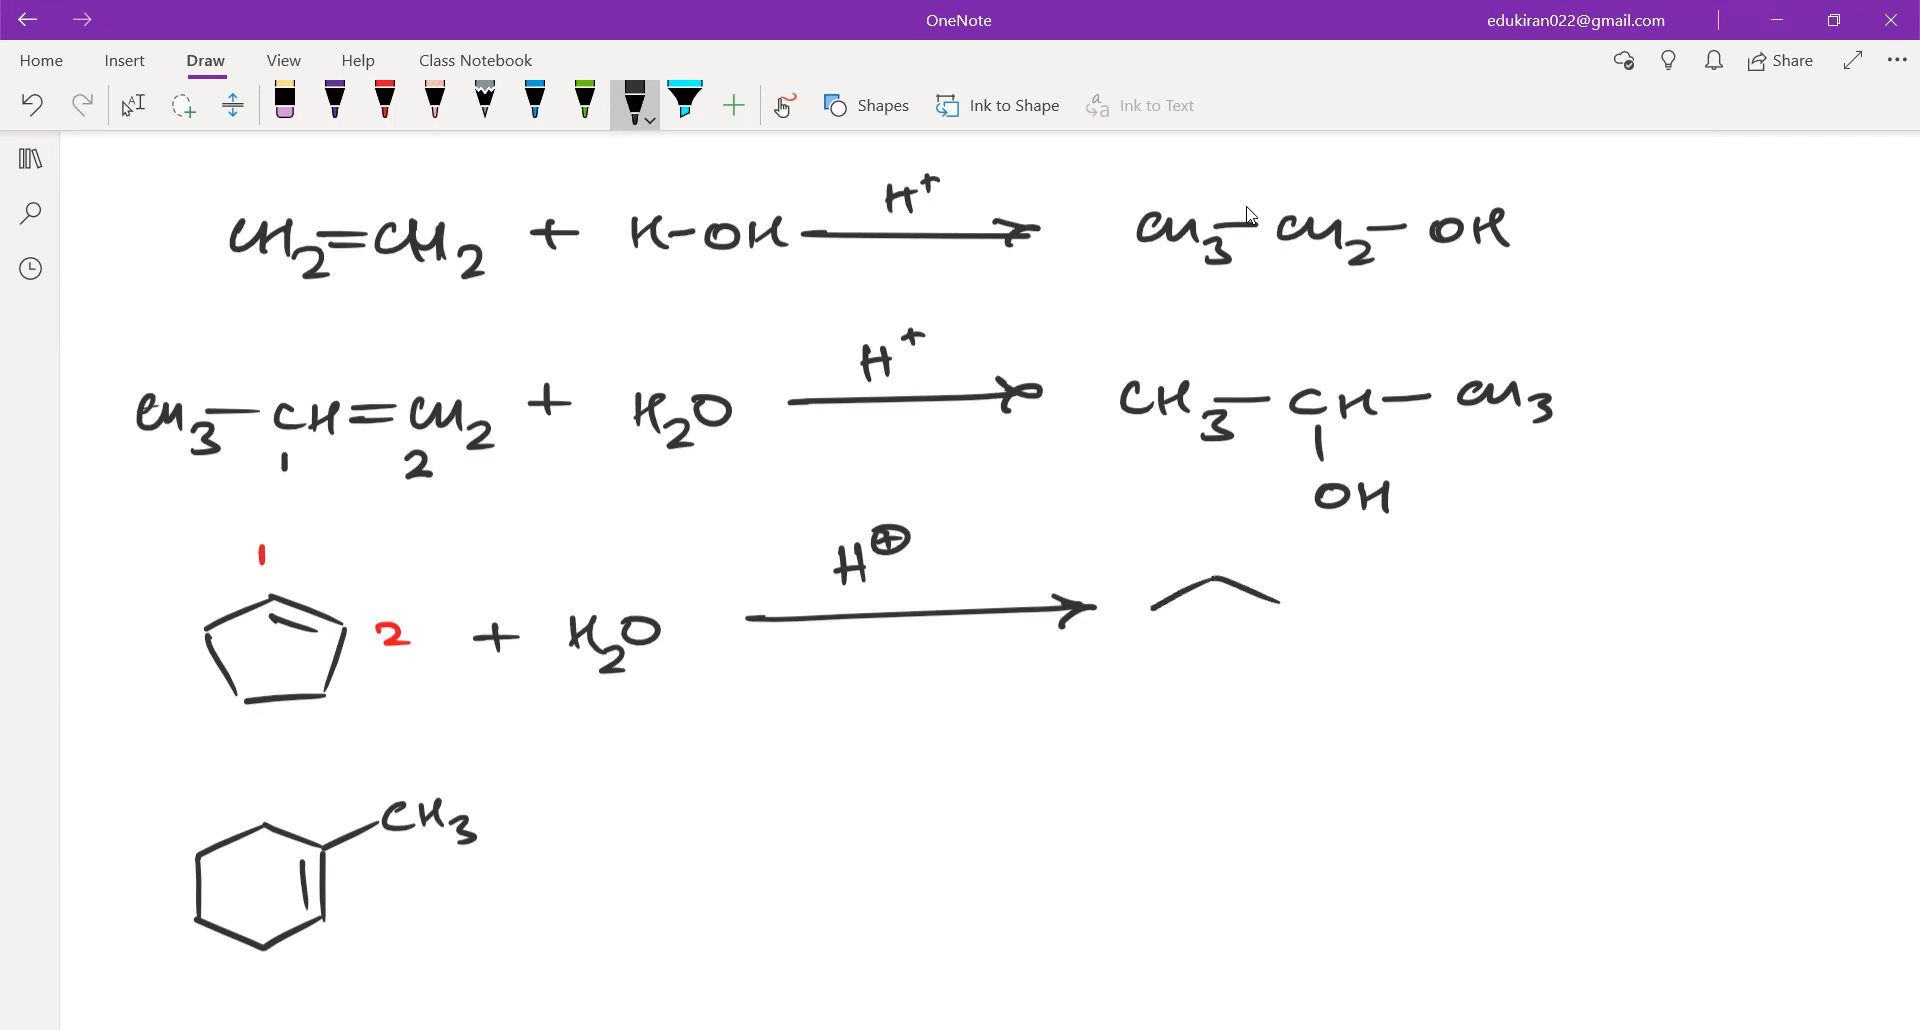 OneNote
edukiran022@gmail.com
Home Insert Draw View Help Class Notebook Share
Shapes Ink to Shape Ink to Text
H⁺
CH₂=CH₂ + H-OH → CH₃-CH₂-OH
H⁺
CH₃-CH=CH₂ + H₂O → CH₃-CH-CH₃
1 2
OH
1
H⊕
2 + H₂O →
CH₃